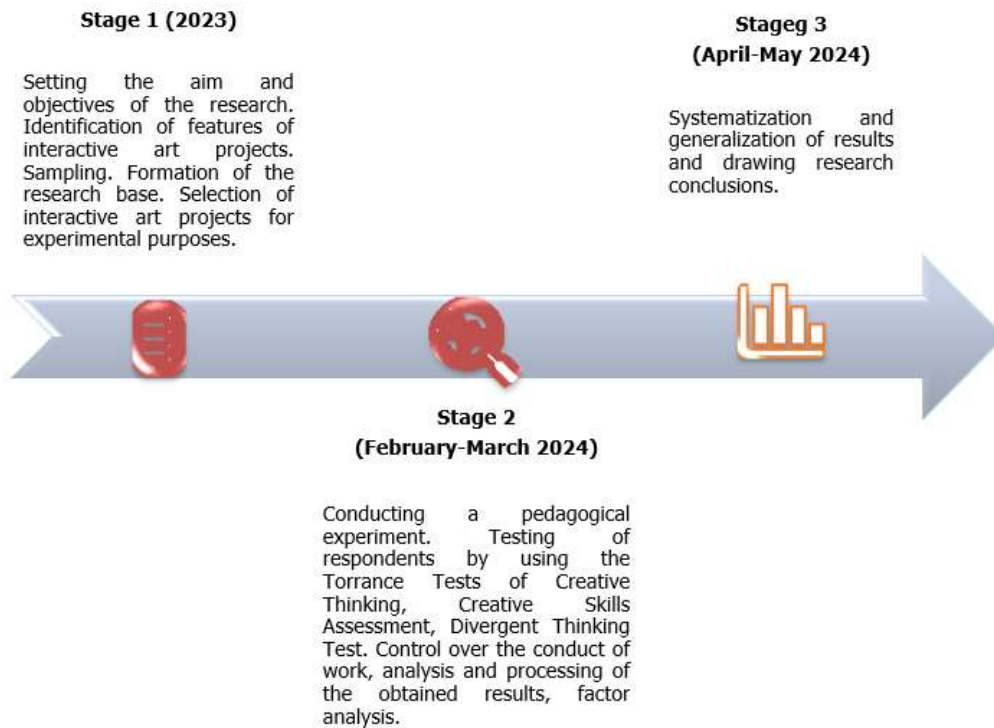 Stage 1 (2023)
Setting the aim and
objectives of the research.
Identification of features of
interactive art projects.
Sampling. Formation of the
research base. Selection of
interactive art projects for
experimental purposes.
Stage 2
(February-March 2024)
Conducting a pedagogical
experiment. Testing of
respondents by using the
Torrance Tests of Creative
Thinking, Creative Skills
Assessment, Divergent Thinking
Test. Control over the conduct of
work, analysis and processing of
the obtained results, factor
analysis.
Stageg 3
(April-May 2024)
Systematization and
generalization of results
and drawing research
conclusions.